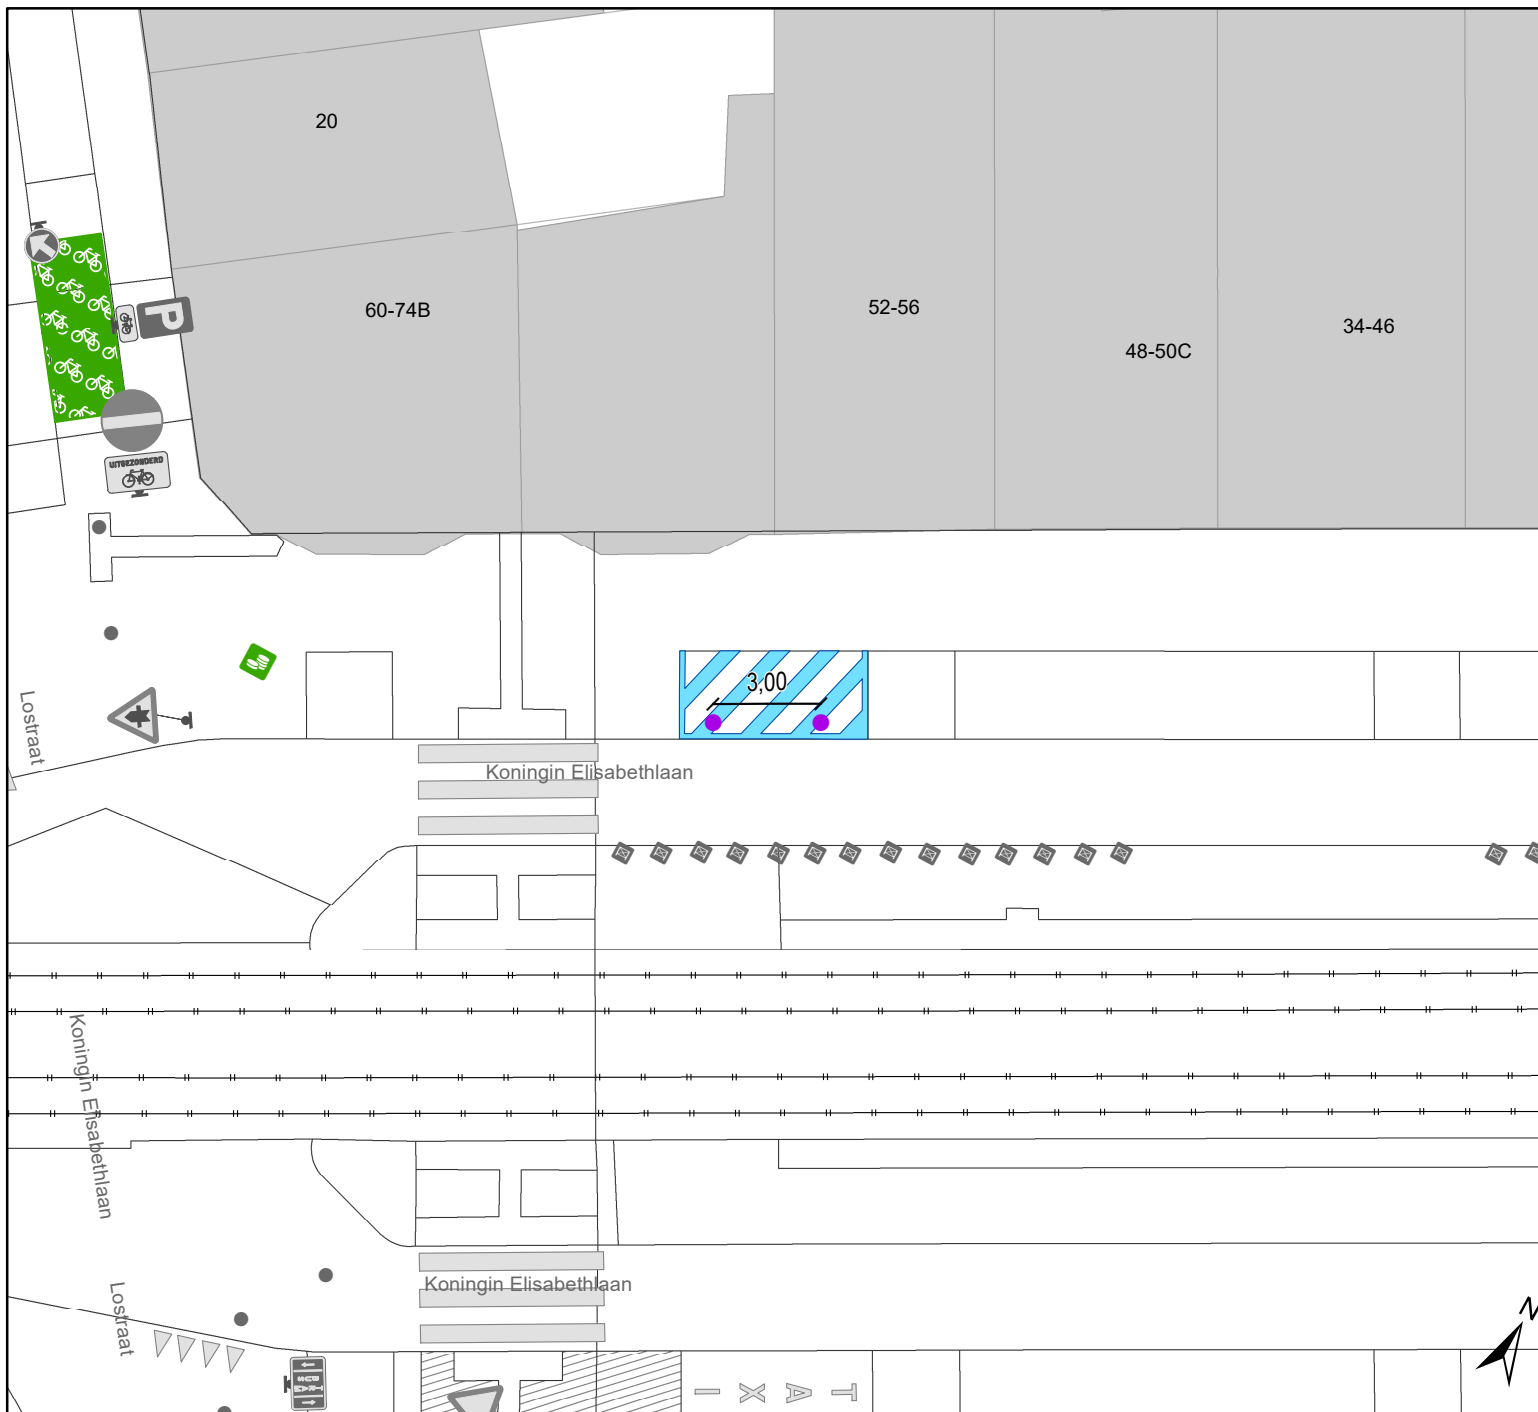 20
60-74B
52-56
48-50C
34-46
P
UITGEZONDERD
3,00
Lostraat
Koningin Elisabethlaan
Koningin Elisabethlaan
Koningin Elisabethlaan
Lostraat
N
TAXI